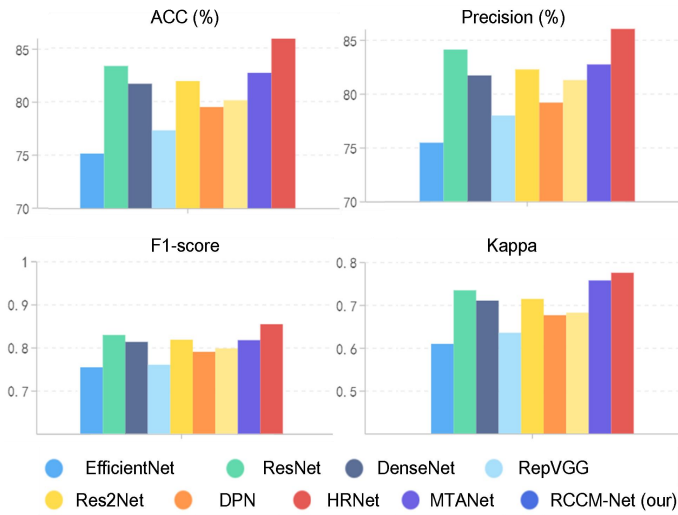 ACC (%)
85
80
75
70
Precision (%)
85
80
75
70
F1-score
1
0.9
0.8
0.7
Kappa
0.8
0.7
0.6
0.5
EfficientNet ResNet DenseNet RepVGG
Res2Net DPN HRNet MTANet RCCM-Net (our)